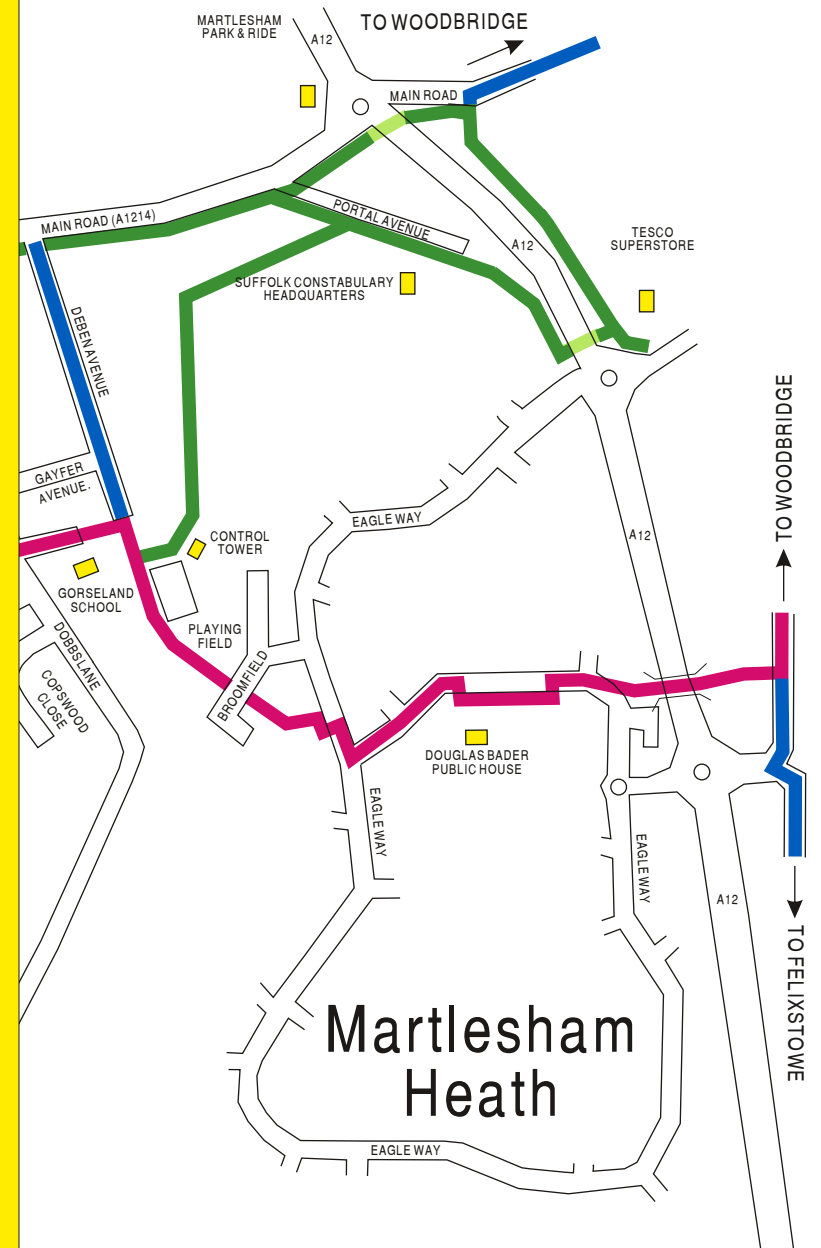 MARTLESHAM
PARK & RIDE
A12
TO WOODBRIDGE
MAIN ROAD
MAIN ROAD (A1214)
PORTAL AVENUE
A12
TESCO
SUPERSTORE
SUFFOLK CONSTABULARY
HEADQUARTERS
DEBEN AVENUE
TO WOODBRIDGE
GAYFER
AVENUE.
EAGLE WAY
CONTROL
TOWER
A12
GORSELAND
SCHOOL
PLAYING
FIELD
DOBBS LANE
COPSWOOD
CLOSE
BROOMFIELD
DOUGLAS BADER
PUBLIC HOUSE
EAGLE WAY
EAGLE WAY
A12
TO FELIXSTOWE
Martlesham
Heath
EAGLE WAY